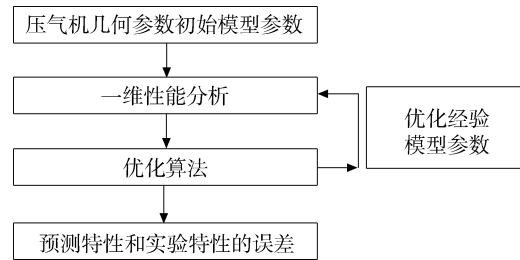 压气机几何参数初始模型参数
一维性能分析
优化经验
模型参数
优化算法
预测特性和实验特性的误差